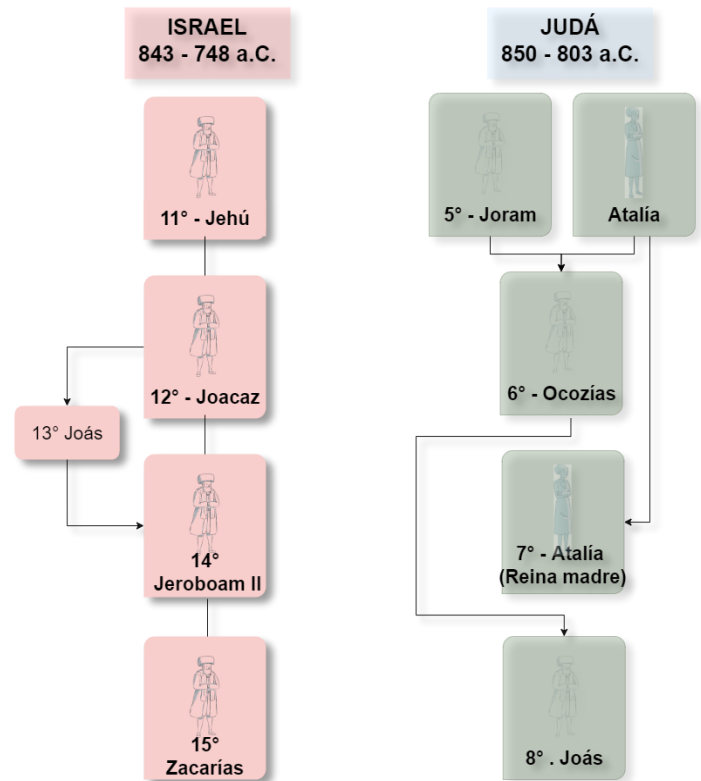 ISRAEL
843 - 748 a.C.
11° - Jehú
12° - Joacaz
13° Joás
14°
Jeroboam II
15°
Zacarías
JUDÁ
850 - 803 a.C.
5° - Joram
Atalía
6° - Ocozías
7° - Atalía
(Reina madre)
8° . Joás